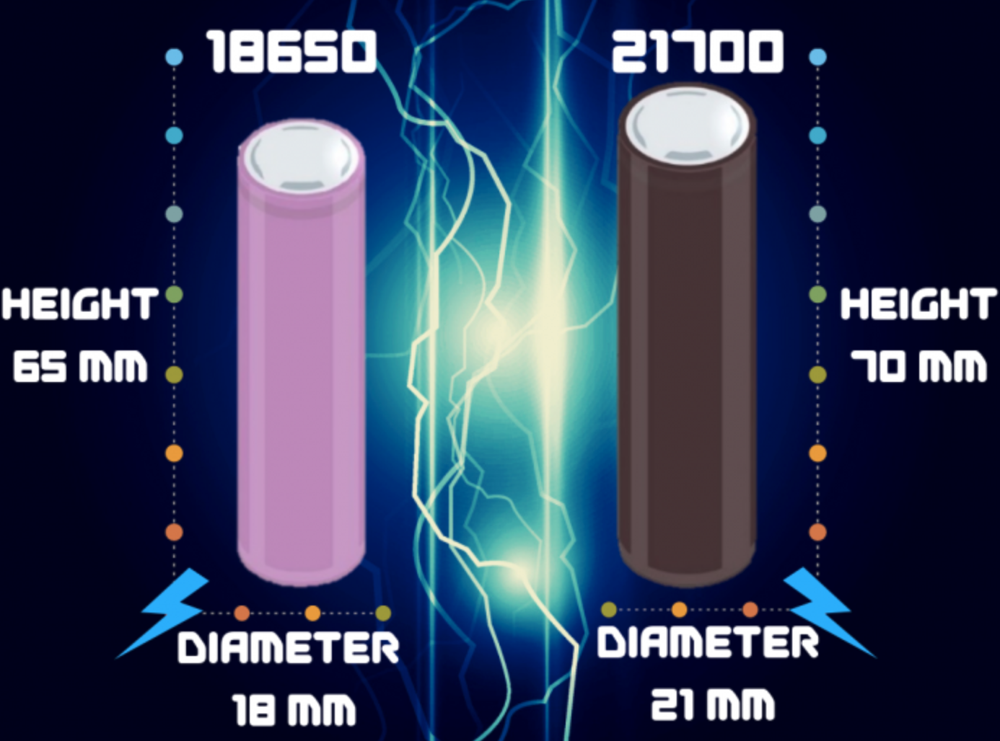 18650
21700
HEIGHT
65 MM
HEIGHT
70 MM
DIAMETER
18 MM
DIAMETER
21 MM